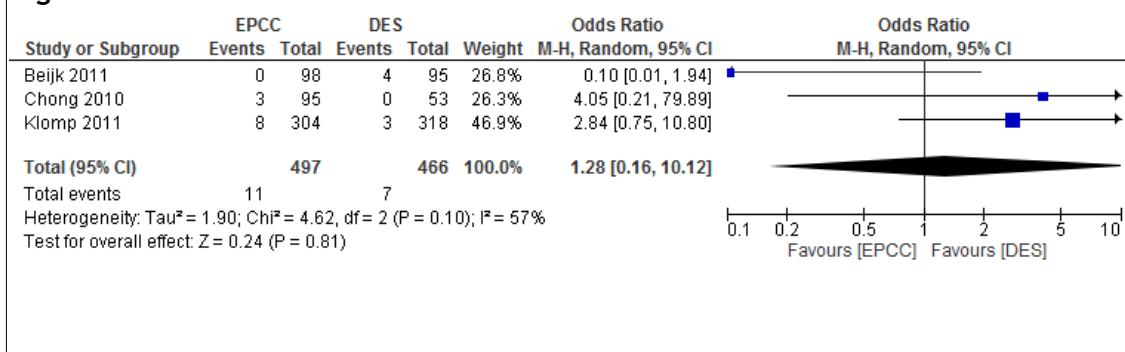 EPCC DES Odds Ratio Odds Ratio
Study or Subgroup Events Total Events Total Weight M-H, Random, 95% CI M-H, Random, 95% CI
Beijk 2011 0 98 4 95 26.8% 0.10 [0.01, 1.94]
Chong 2010 3 95 0 53 26.3% 4.05 [0.21, 79.89]
Klomp 2011 8 304 3 318 46.9% 2.84 [0.75, 10.80]
Total (95% CI) 497 466 100.0% 1.28 [0.16, 10.12]
Total events 11 7
Heterogeneity: Tau² = 1.90; Chi² = 4.62, df = 2 (P = 0.10); I² = 57%
Test for overall effect: Z = 0.24 (P = 0.81)
0.1 0.2 0.5 1 2 5 10
Favours [EPCC] Favours [DES]